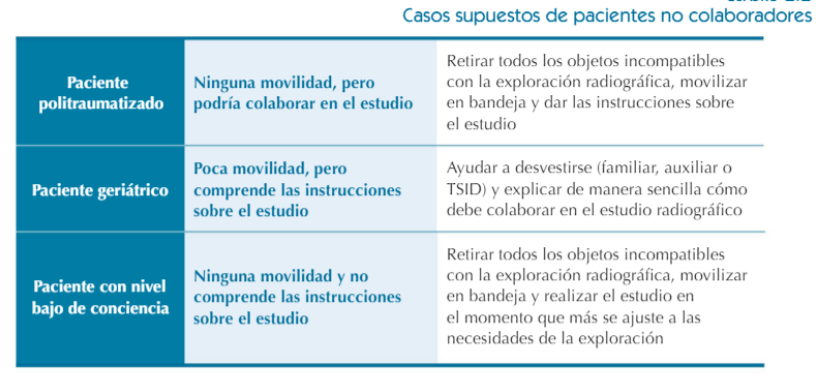 Casos supuestos de pacientes no colaboradores
Paciente
politraumatizado
Ninguna movilidad, pero
podría colaborar en el estudio
Retirar todos los objetos incompatibles
con la exploración radiográfica, movilizar
en bandeja y dar las instrucciones sobre
el estudio
Paciente geriátrico
Poca movilidad, pero
comprende las instrucciones
sobre el estudio
Ayudar a desvestirse (familiar, auxiliar o
TSID) y explicar de manera sencilla cómo
debe colaborar en el estudio radiográfico
Paciente con nivel
bajo de conciencia
Ninguna movilidad y no
comprende las instrucciones
sobre el estudio
Retirar todos los objetos incompatibles
con la exploración radiográfica, movilizar
en bandeja y realizar el estudio en
el momento que más se ajuste a las
necesidades de la exploración